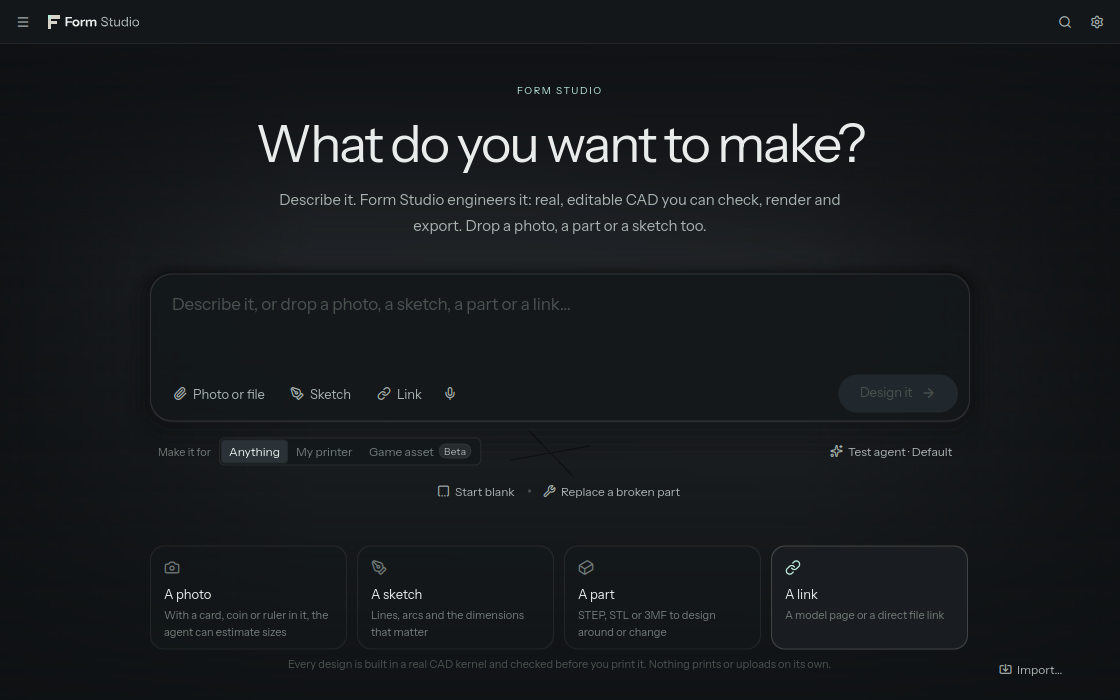 Form Studio
FORM STUDIO
What do you want to make?
Describe it. Form Studio engineers it: real, editable CAD you can check, render and
export. Drop a photo, a part or a sketch too.
Describe it, or drop a photo, a sketch, a part or a link...
Photo or file
Sketch
Link
Design it
Make it for
Anything
My printer
Game asset
Beta
Test agent · Default
Start blank
Replace a broken part
A photo
With a card, coin or ruler in it, the
agent can estimate sizes
A sketch
Lines, arcs and the dimensions
that matter
A part
STEP, STL or 3MF to design
around or change
A link
A model page or a direct file link
Every design is built in a real CAD kernel and checked before you print it. Nothing prints or uploads on its own.
Import...